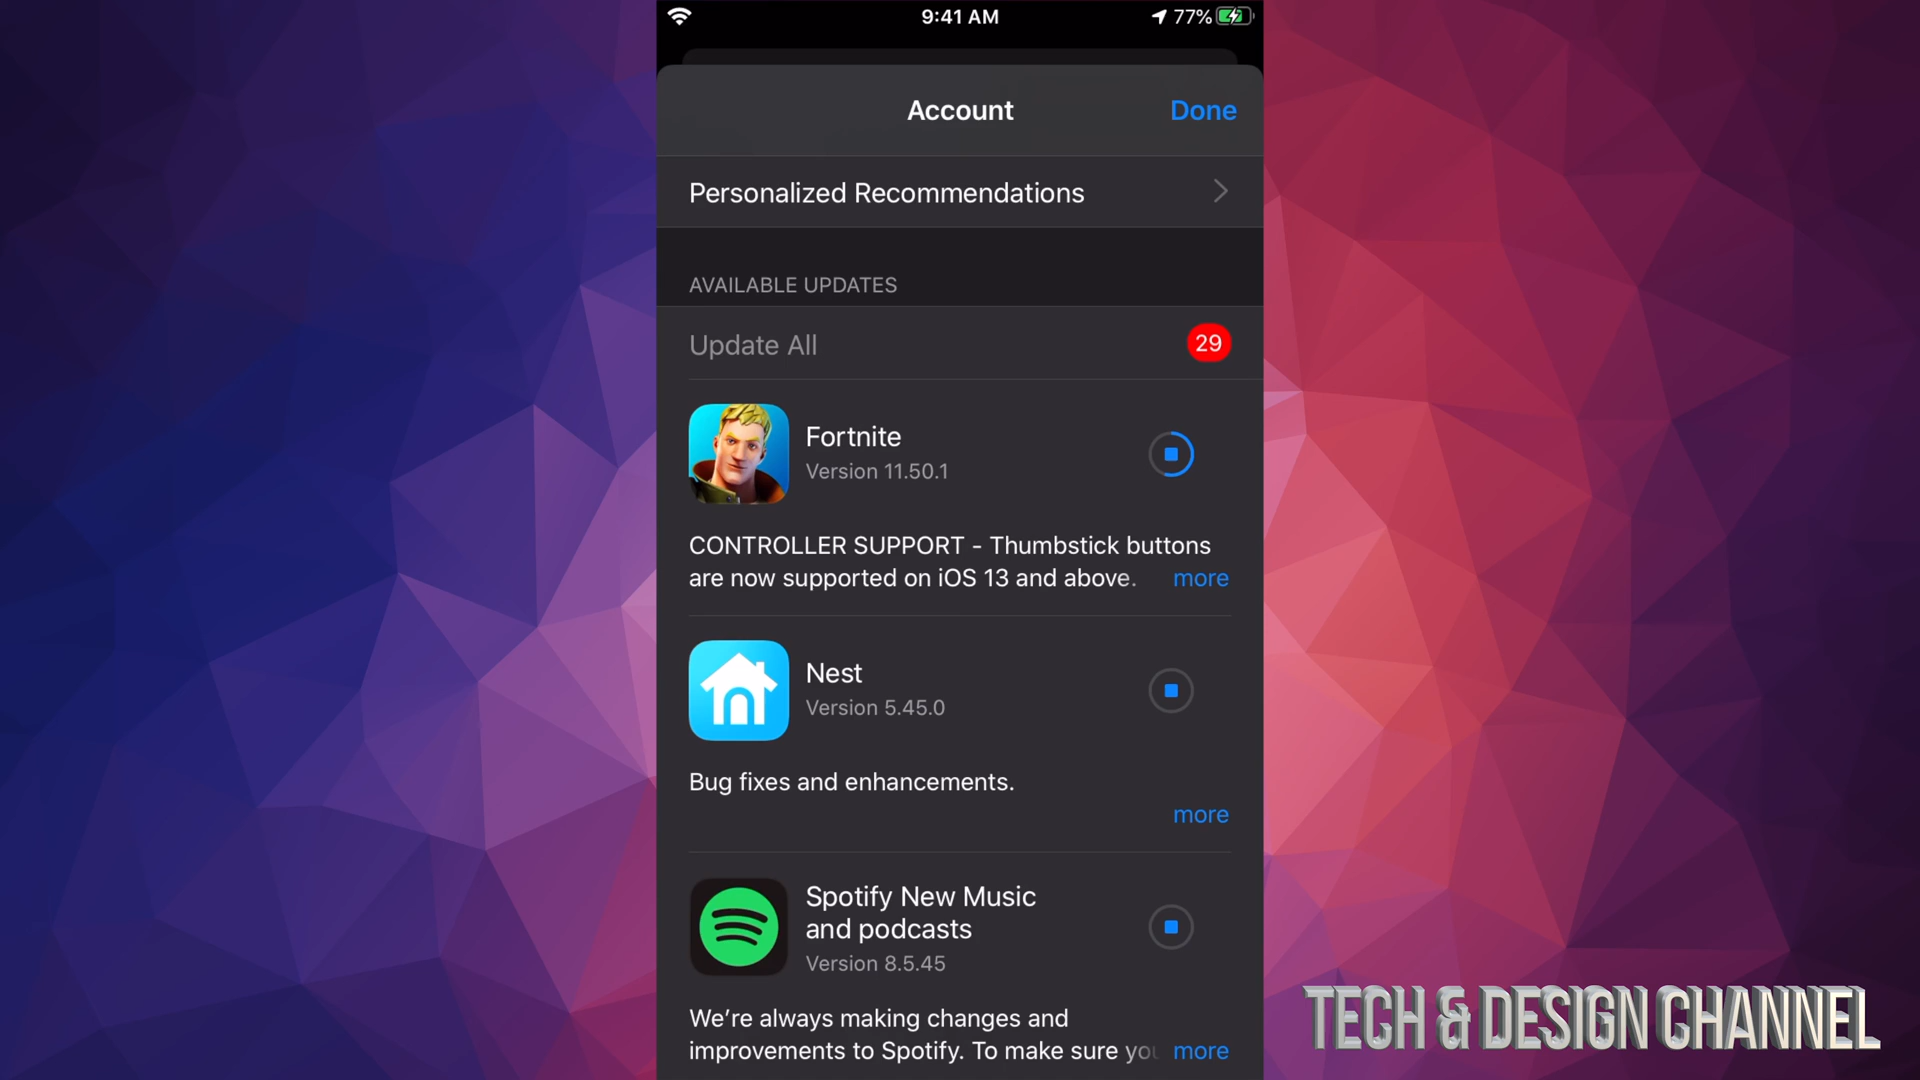 9:41 AM
77%
Account
Done
Personalized Recommendations
AVAILABLE UPDATES
Update All
29
Fortnite
Version 11.50.1
CONTROLLER SUPPORT - Thumbstick buttons
are now supported on iOS 13 and above. more
Nest
Version 5.45.0
Bug fixes and enhancements.
more
Spotify New Music
and podcasts
Version 8.5.45
We’re always making changes and
improvements to Spotify. To make sure you more
TECH & DESIGN CHANNEL